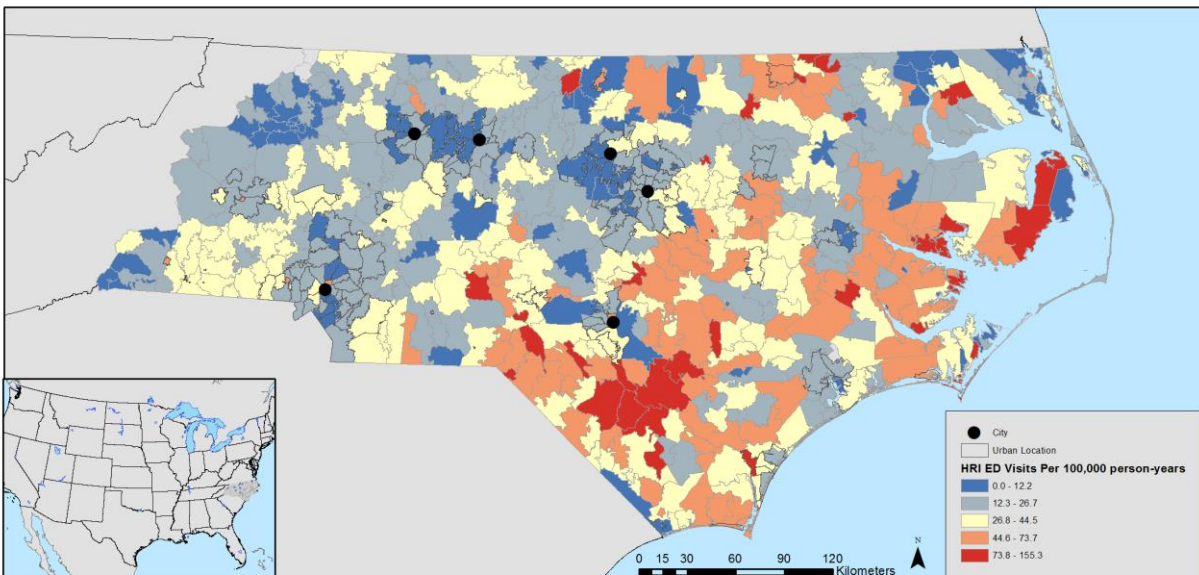 City
Urban Location
HRI ED Visits Per 100,000 person-years
0.0 - 12.2
12.3 - 26.7
26.8 - 44.5
44.6 - 73.7
73.8 - 155.3
N
0 15 30 60 90 120
Kilometers